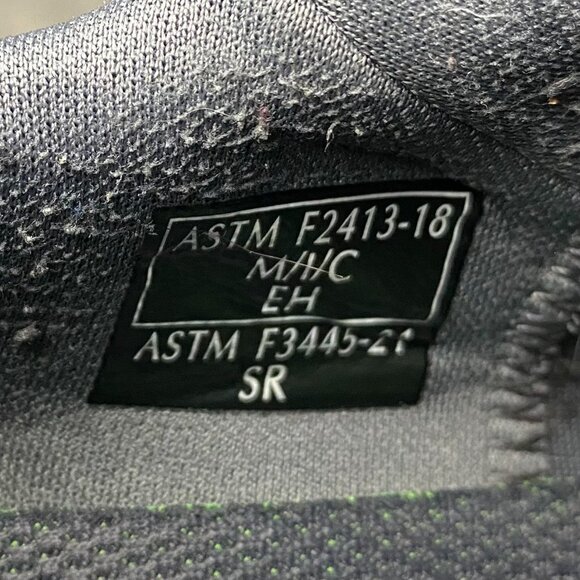 ASTM F2413-18
M/I/C
EH
ASTM F3445-21
SR